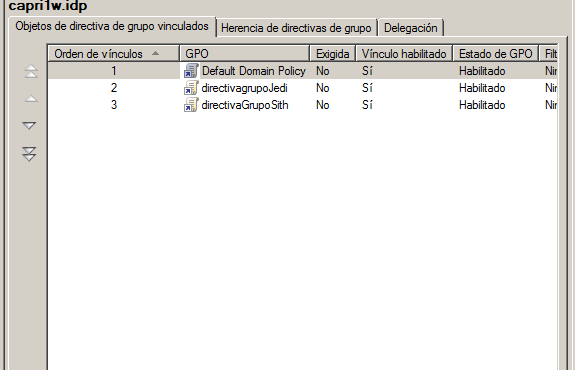 capri1w.idp
Objetos de directiva de grupo vinculados Herencia de directivas de grupo Delegación
Orden de vínculos GPO Exigida Vínculo habilitado Estado de GPO Filt
1 Default Domain Policy No Sí Habilitado Nin
2 directivagrupoJedi No Sí Habilitado Nin
3 directivaGrupoSith No Sí Habilitado Nin